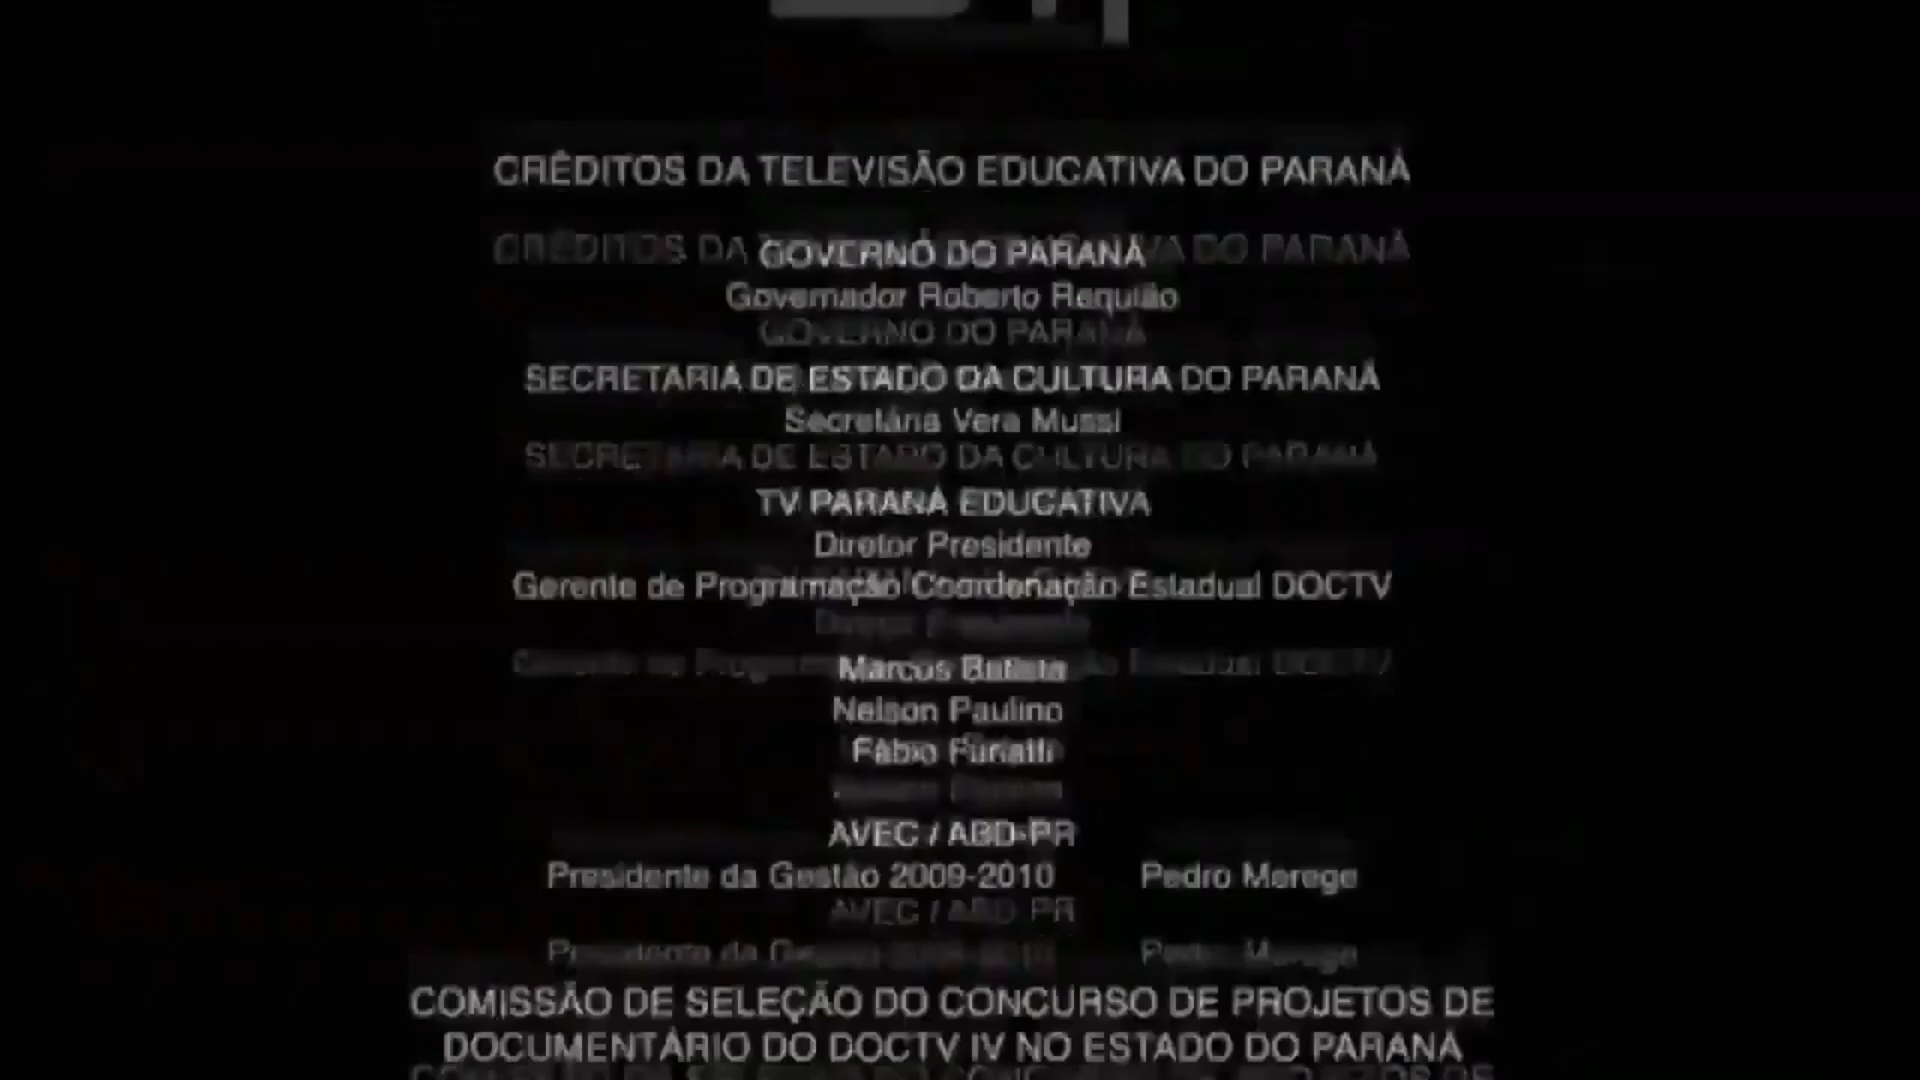 CRÉDITOS DA TELEVISÃO EDUCATIVA DO PARANÁ
GOVERNO DO PARANÁ
Governador Roberto Requião
SECRETARIA DE ESTADO DA CULTURA DO PARANÁ
Secretária Vera Mussi
TV PARANÁ EDUCATIVA
Diretor Presidente
Gerente de Programação Coordenação Estadual DOCTV
Marcos Batista
Nelson Paulino
Fábio
AVEC / ABD-PR
Presidente da Gestão 2009-2010 Pedro Merege
COMISSÃO DE SELEÇÃO DO CONCURSO DE PROJETOS DE
DOCUMENTÁRIO DO DOCTV IV NO ESTADO DO PARANÁ